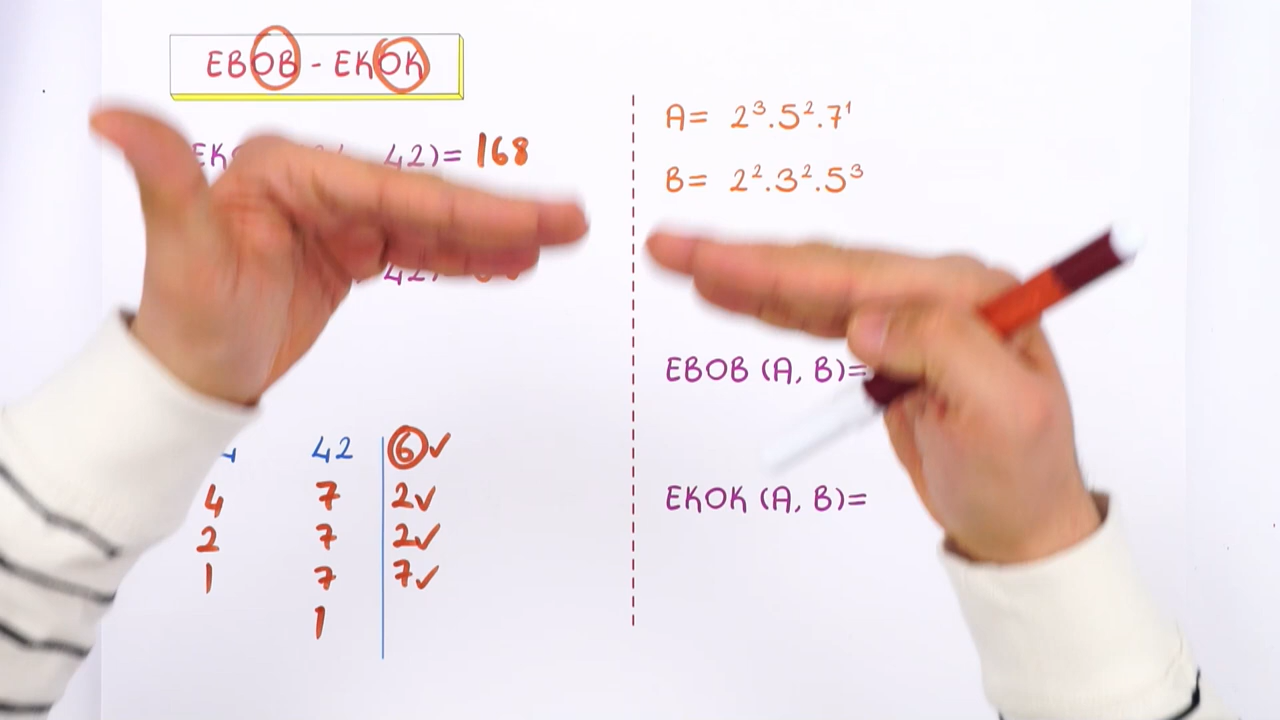 EBOB - EKOK
42)= 168
42)
42 6✓
4 7 2✓
2 7 2✓
1 7 7✓
1
A= 2³.5².7¹
B= 2².3².5³
EBOB (A, B)=
EKOK (A, B)=